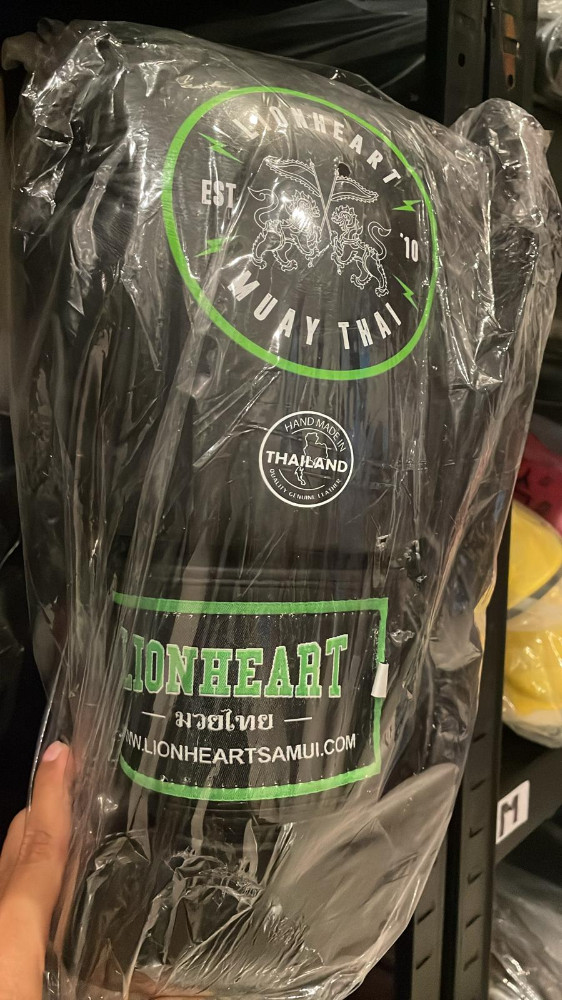 LIONHEART
EST. '10
MUAY THAI
HAND MADE IN
THAILAND
QUALITY GENUINE LEATHER
LIONHEART
— มวยไทย —
WWW.LIONHEARTSAMUI.COM
M